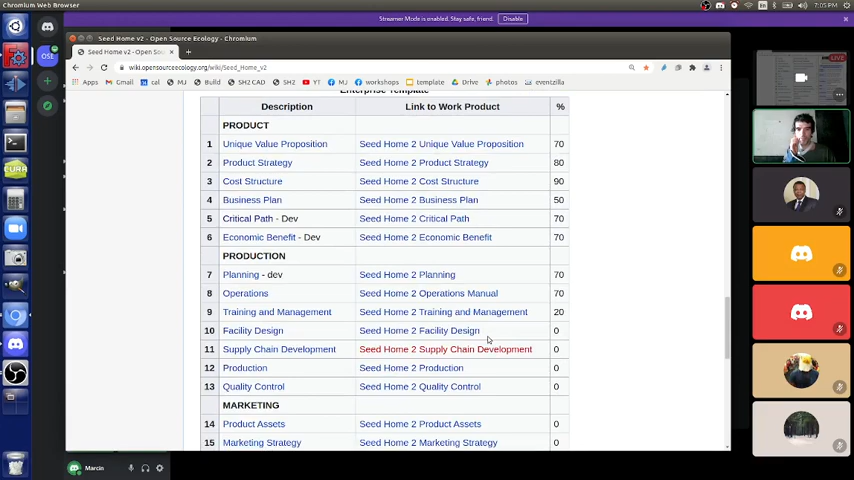 Chromium Web Browser
en
7:05 PM
Streamer Mode is enabled. Stay safe, friend.
Disable
Seed Home v2 - Open Source Ecology - Chromium
Seed Home v2 - Open Sou
wiki.opensourceecology.org/wiki/Seed_Home_v2
Apps
Gmail
cal
MJ
Build
SH2 CAD
SH2
YT
MJ
workshops
template
Drive
photos
eventzilla
OSE
LIVE
Enterprise Template
Description Link to Work Product %
PRODUCT
1 Unique Value Proposition Seed Home 2 Unique Value Proposition 70
2 Product Strategy Seed Home 2 Product Strategy 80
3 Cost Structure Seed Home 2 Cost Structure 90
4 Business Plan Seed Home 2 Business Plan 50
5 Critical Path - Dev Seed Home 2 Critical Path 70
6 Economic Benefit - Dev Seed Home 2 Economic Benefit 70
PRODUCTION
7 Planning - dev Seed Home 2 Planning 70
8 Operations Seed Home 2 Operations Manual 70
9 Training and Management Seed Home 2 Training and Management 20
10 Facility Design Seed Home 2 Facility Design 0
11 Supply Chain Development Seed Home 2 Supply Chain Development 0
12 Production Seed Home 2 Production 0
13 Quality Control Seed Home 2 Quality Control 0
MARKETING
14 Product Assets Seed Home 2 Product Assets 0
15 Marketing Strategy Seed Home 2 Marketing Strategy 0
Marcin
CURA